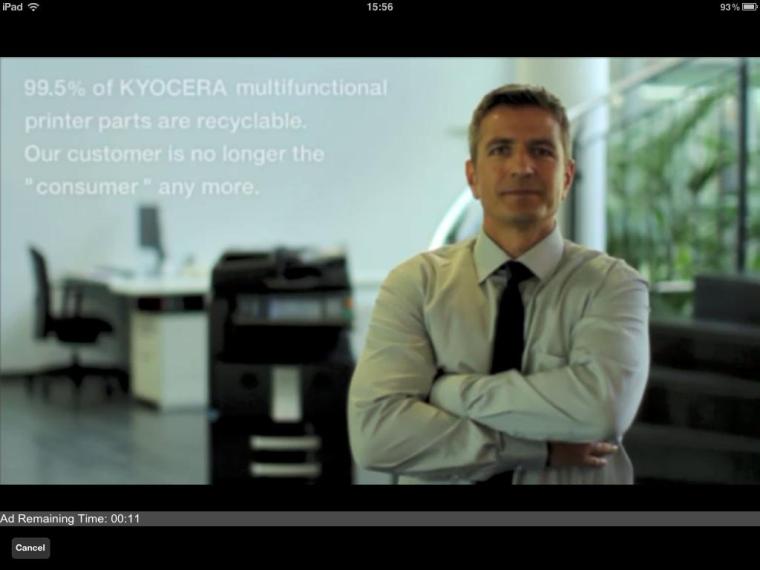 iPad 15:56 93%
99.5% of KYOCERA multifunctional
printer parts are recyclable.
Our customer is no longer the
"consumer" any more.
Ad Remaining Time: 00:11
Cancel